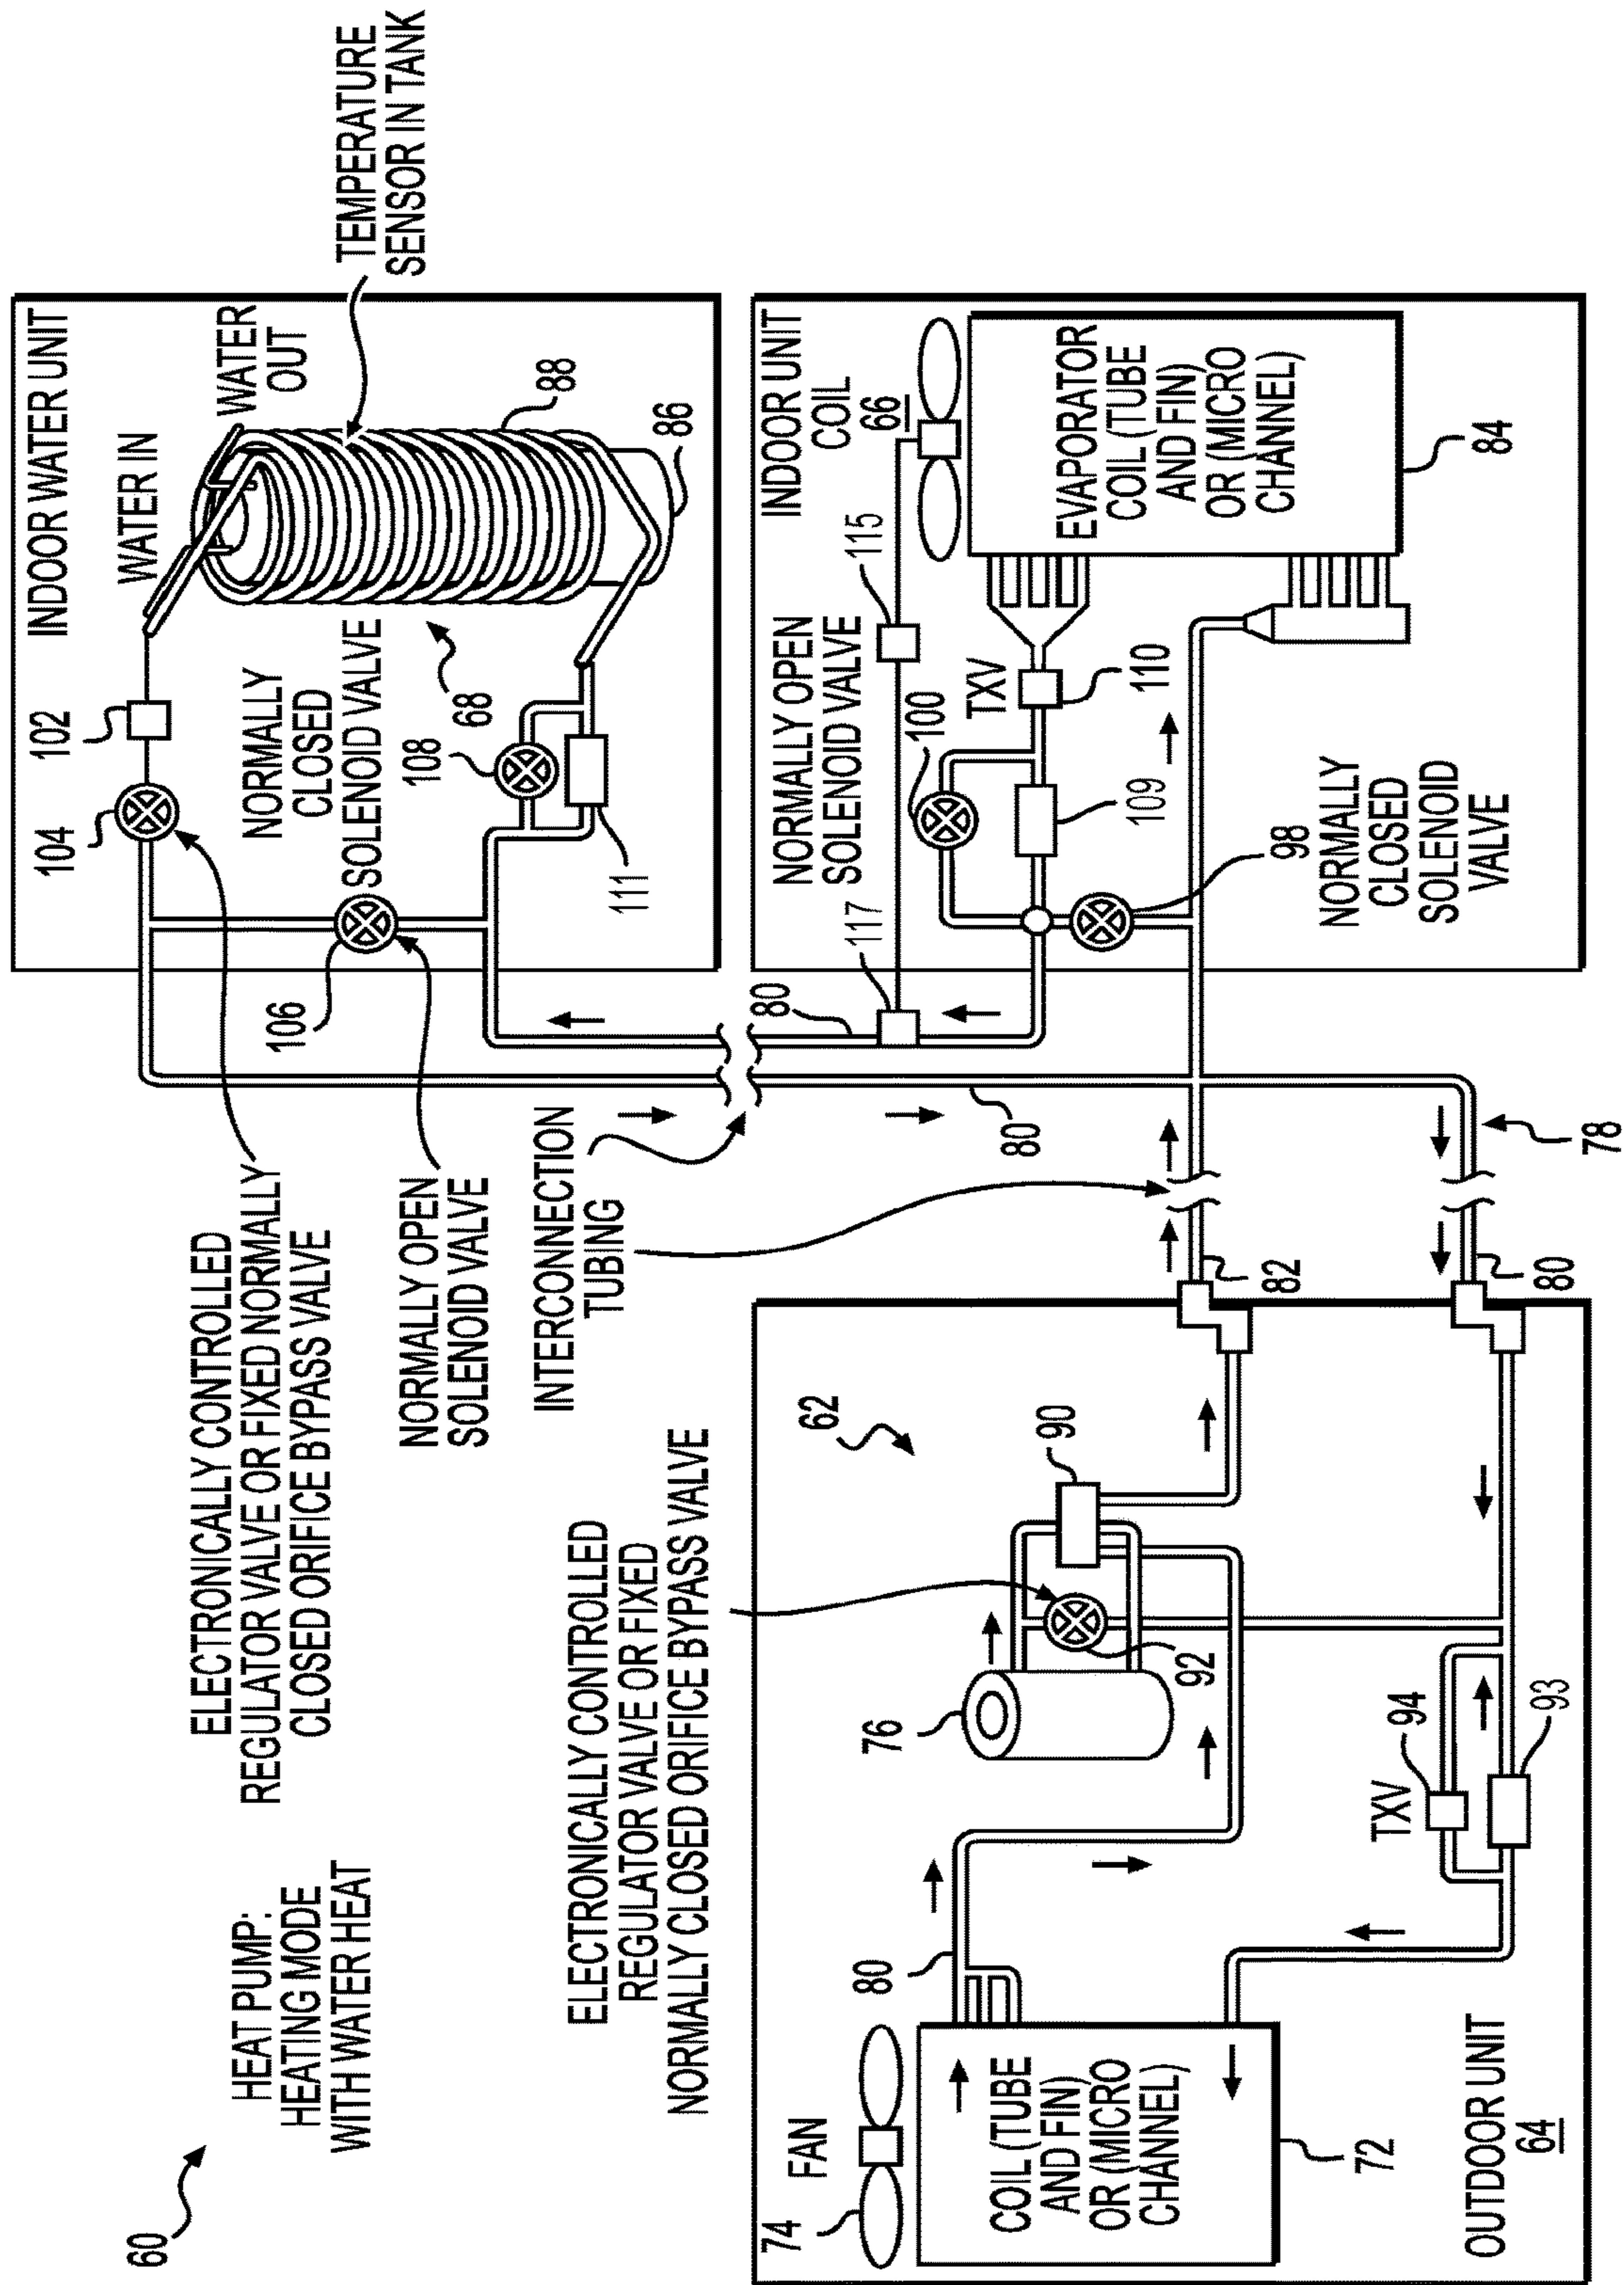 60
HEAT PUMP:
HEATING MODE
WITH WATER HEAT
ELECTRONICALLY CONTROLLED
REGULATOR VALVE OR FIXED NORMALLY
CLOSED ORIFICE BYPASS VALVE
NORMALLY OPEN
SOLENOID VALVE
INTERCONNECTION
TUBING
ELECTRONICALLY CONTROLLED
REGULATOR VALVE OR FIXED
NORMALLY CLOSED ORIFICE BYPASS VALVE
INDOOR WATER UNIT
102
104
WATER IN
WATER
OUT
TEMPERATURE
SENSOR IN TANK
NORMALLY
CLOSED
SOLENOID VALVE
68
108
88
86
106
111
80
80
INDOOR UNIT
COIL
66
NORMALLY OPEN
SOLENOID VALVE
115
117
100
TXV
110
109
EVAPORATOR
COIL (TUBE
AND FIN)
OR (MICRO
CHANNEL)
84
98
NORMALLY
CLOSED
SOLENOID
VALVE
78
82
80
62
90
92
76
74
FAN
80
COIL (TUBE
AND FIN)
OR (MICRO
CHANNEL)
72
TXV
94
93
OUTDOOR UNIT
64